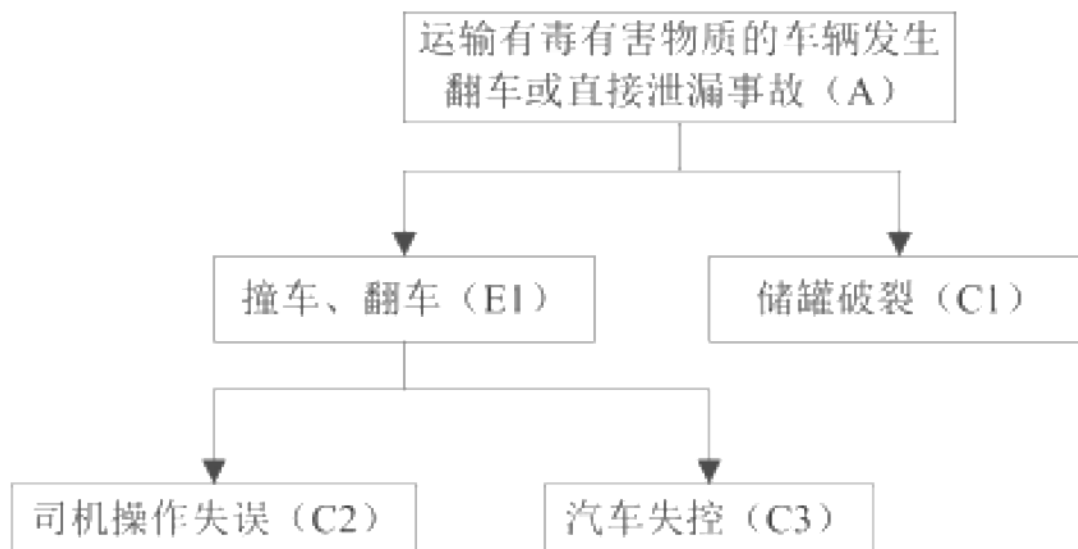 运输有毒有害物质的车辆发生
翻车或直接泄漏事故（A）
撞车、翻车（E1）
储罐破裂（C1）
司机操作失误（C2）
汽车失控（C3）